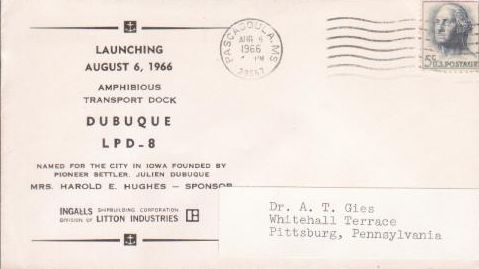 LAUNCHING
AUGUST 6, 1966
AMPHIBIOUS
TRANSPORT DOCK
DUBUQUE
LPD-8
NAMED FOR THE CITY IN IOWA FOUNDED BY
PIONEER SETTLER, JULIEN DUBUQUE
MRS. HAROLD E. HUGHES — SPONSOR
INGALLS SHIPBUILDING CORPORATION
DIVISION OF LITTON INDUSTRIES
PASCAGOULA, MS
AUG 6
1966
PM
39567
5¢ U.S. POSTAGE
Dr. A. T. Gies
Whitehall Terrace
Pittsburg, Pennsylvania